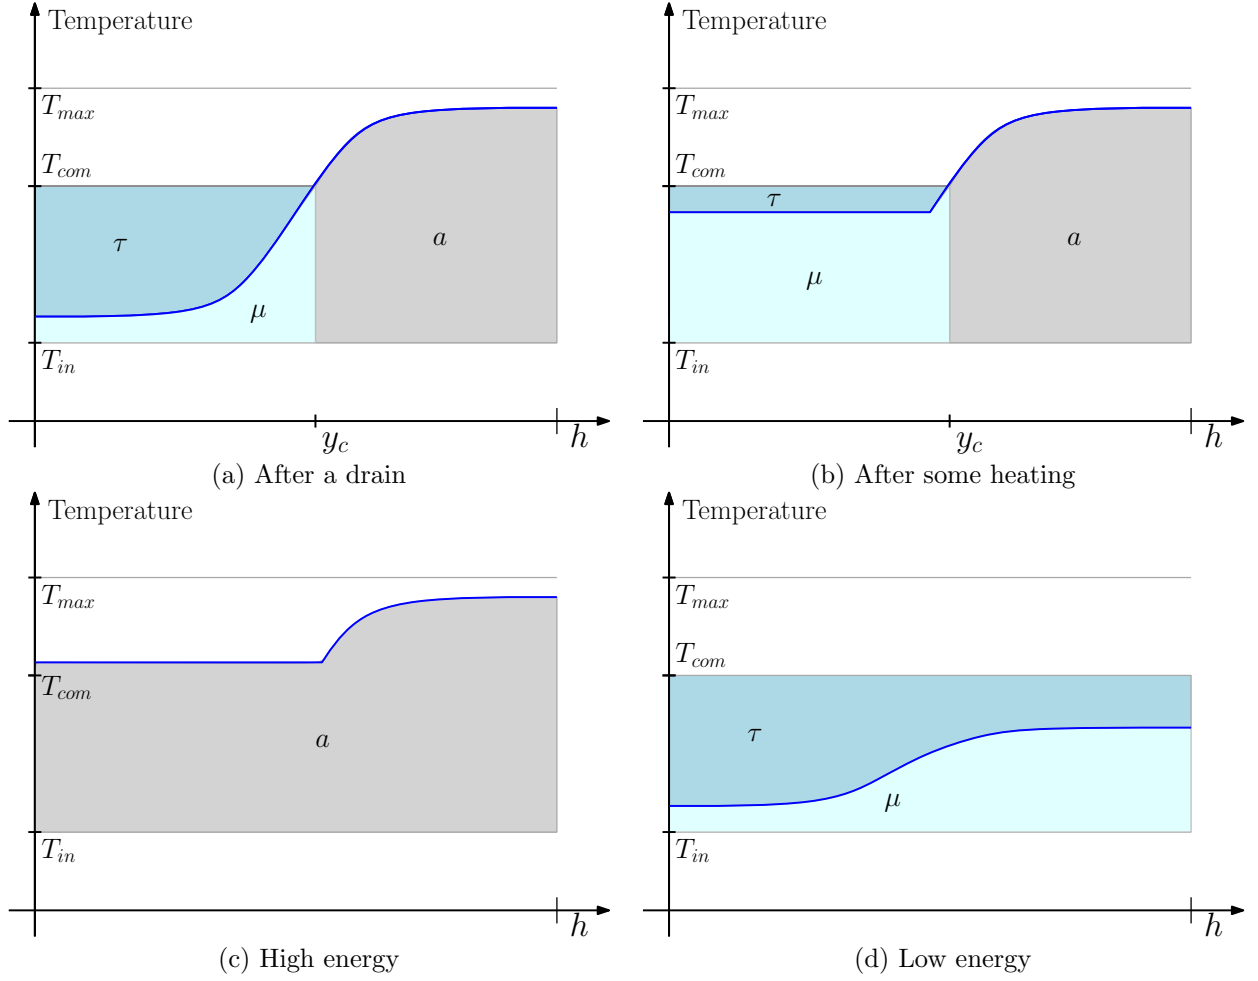 Temperature
T_max
T_com
τ
a
μ
T_in
y_c
h
(a) After a drain
Temperature
T_max
T_com
τ
a
μ
T_in
y_c
h
(b) After some heating
Temperature
T_max
T_com
a
T_in
h
(c) High energy
Temperature
T_max
T_com
τ
μ
T_in
h
(d) Low energy